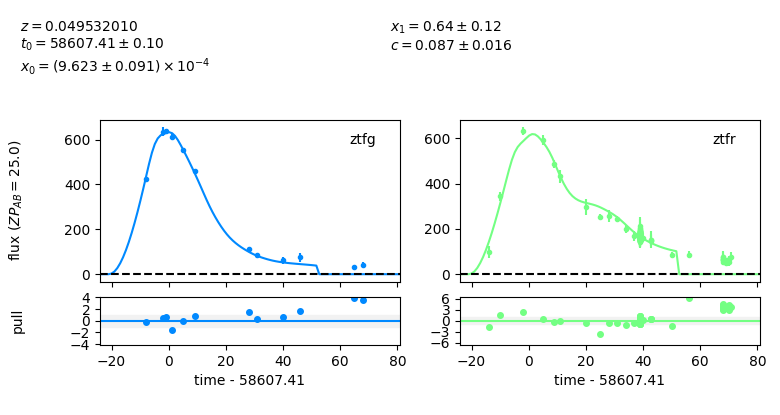 z = 0.049532010
t₀ = 58607.41 ± 0.10
x₀ = (9.623 ± 0.091) × 10⁻⁴
x₁ = 0.64 ± 0.12
c = 0.087 ± 0.016
ztfg
ztfr
flux (ZP_AB = 25.0)
600
400
200
0
600
400
200
0
pull
4
2
0
−2
−4
6
3
0
−3
−6
−20 0 20 40 60 80
−20 0 20 40 60 80
time - 58607.41
time - 58607.41